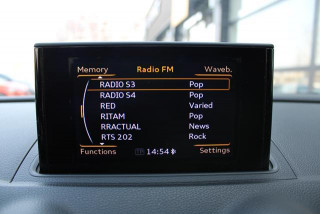 Memory Radio FM Waveb.
RADIO S3 Pop
RADIO S4 Pop
RED Varied
RITAM Pop
RRACTUAL News
RTS 202 Rock
Functions 14:54 Settings